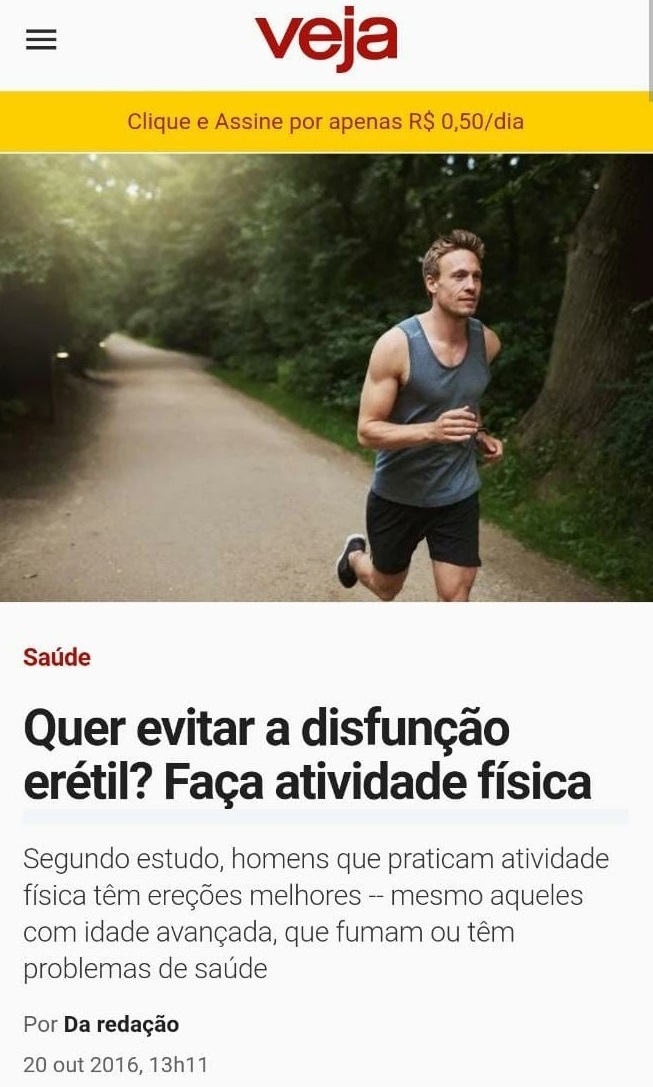 veja
Clique e Assine por apenas R$ 0,50/dia
Saúde
Quer evitar a disfunção
erétil? Faça atividade física
Segundo estudo, homens que praticam atividade
física têm ereções melhores -- mesmo aqueles
com idade avançada, que fumam ou têm
problemas de saúde
Por Da redação
20 out 2016, 13h11